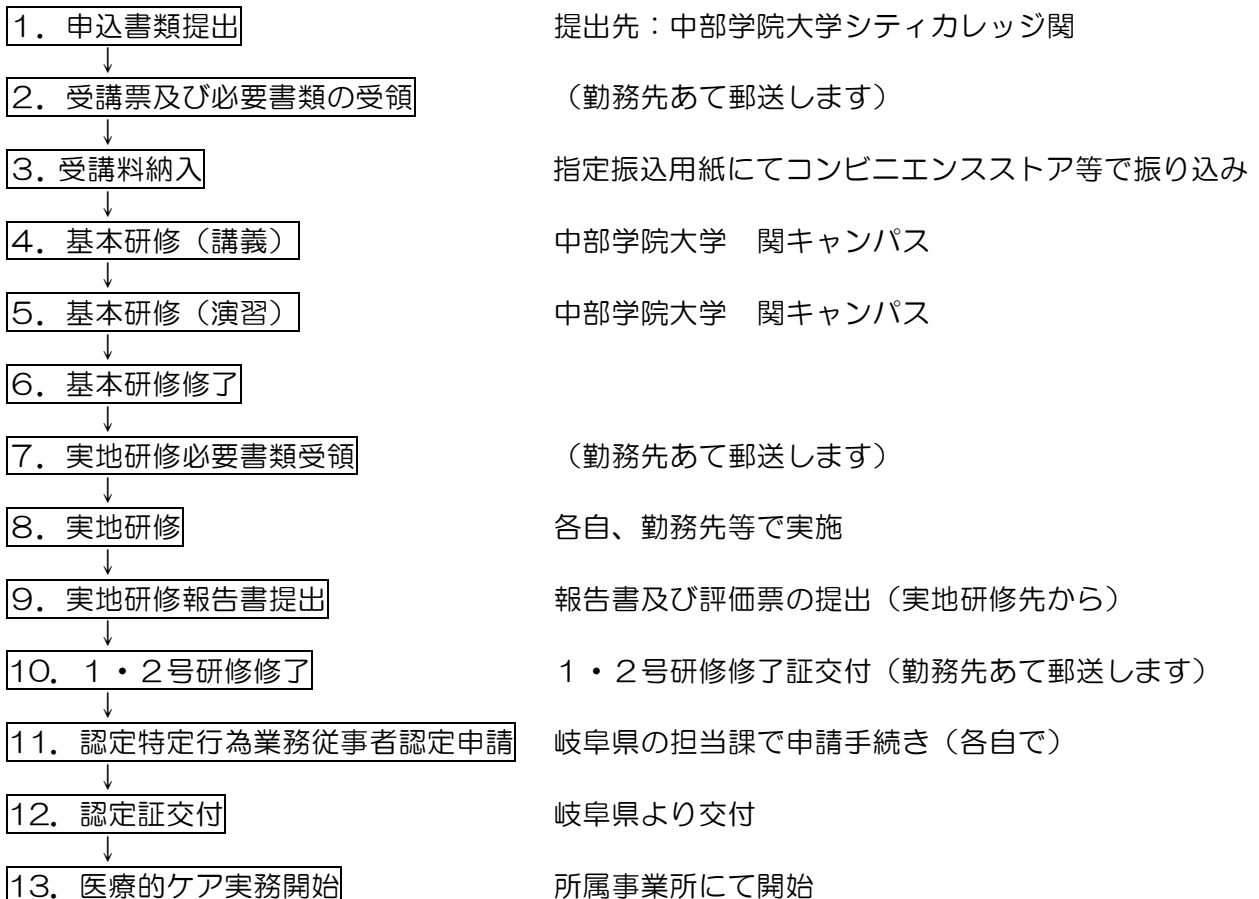 1．申込書類提出　提出先：中部学院大学シティカレッジ関
↓
2．受講票及び必要書類の受領　（勤務先あて郵送します）
↓
3．受講料納入　指定振込用紙にてコンビニエンスストア等で振り込み
↓
4．基本研修（講義）　中部学院大学　関キャンパス
↓
5．基本研修（演習）　中部学院大学　関キャンパス
↓
6．基本研修修了
↓
7．実地研修必要書類受領　（勤務先あて郵送します）
↓
8．実地研修　各自、勤務先等で実施
↓
9．実地研修報告書提出　報告書及び評価票の提出（実地研修先から）
↓
10．１・２号研修修了　１・２号研修修了証交付（勤務先あて郵送します）
↓
11．認定特定行為業務従事者認定申請　岐阜県の担当課で申請手続き（各自で）
↓
12．認定証交付　岐阜県より交付
↓
13．医療的ケア実務開始　所属事業所にて開始